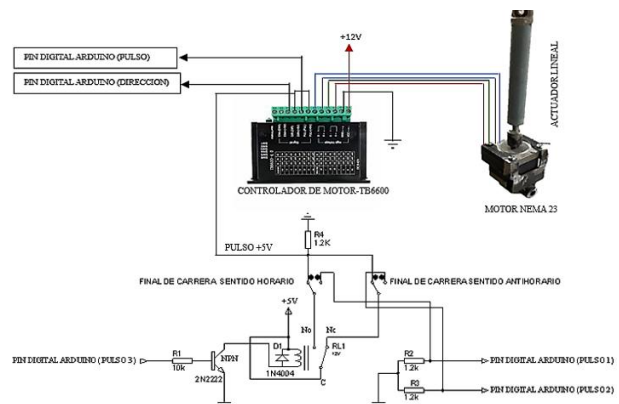 +12V
PIN DIGITAL ARDUINO (PULSO)
PIN DIGITAL ARDUINO (DIRECCION)
ACTUADOR LINEAL
CONTROLADOR DE MOTOR-TB6600
MOTOR NEMA 23
R4
1.2K
PULSO +5V
FINAL DE CARRERA SENTIDO HORARIO
FINAL DE CARRERA SENTIDO ANTIHORARIO
+5V
No
Nc
D1
RL1
12V
1N4004
C
PIN DIGITAL ARDUINO (PULSO 3)
R1
10k
NPN
2N2222
R2
1.2k
PIN DIGITAL ARDUINO (PULSO 1)
R3
1.2k
PIN DIGITAL ARDUINO (PULSO 2)